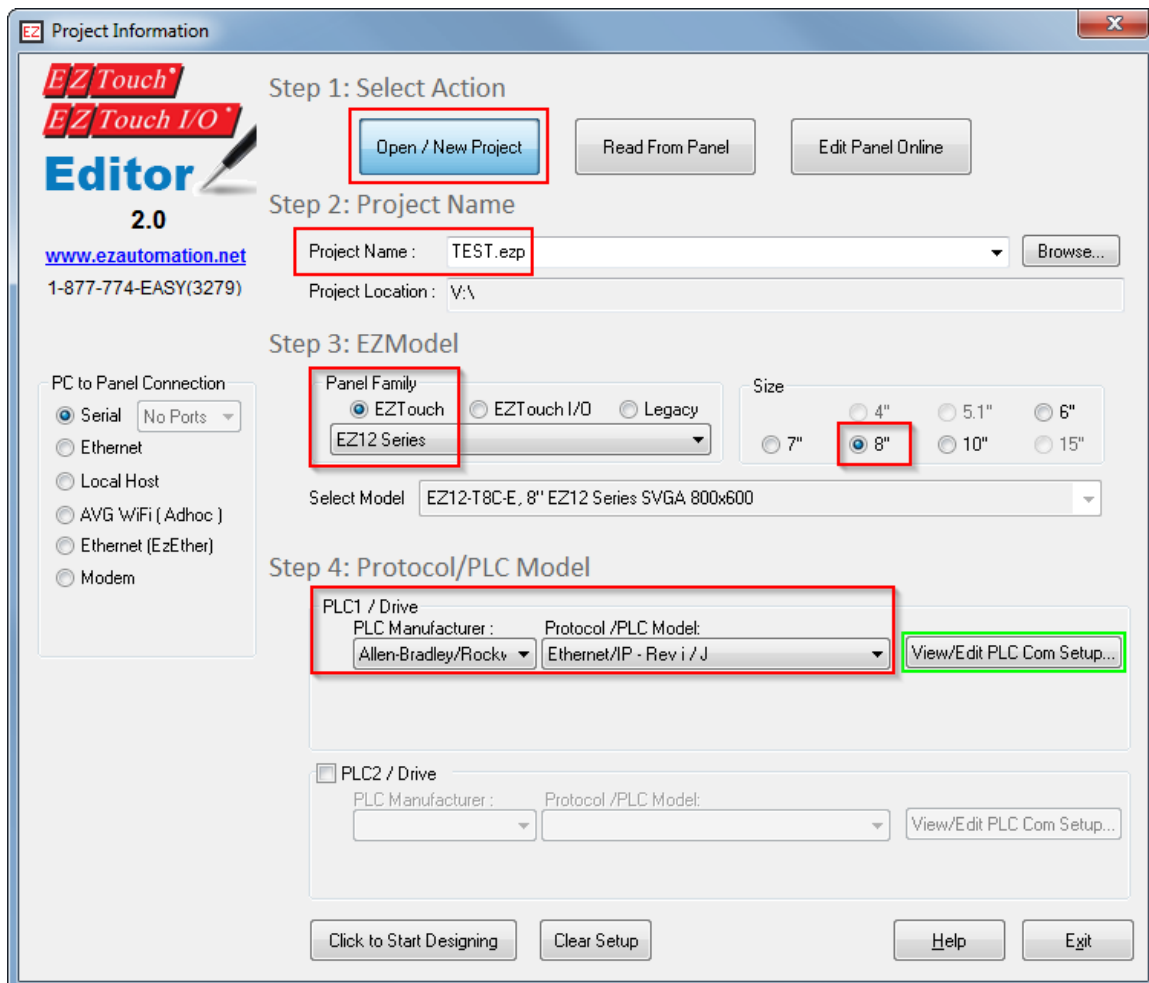 EZ Project Information
EZTouch
EZTouch I/O
Editor
2.0
www.ezautomation.net
1-877-774-EASY(3279)
PC to Panel Connection
Serial No Ports
Ethernet
Local Host
AVG WiFi ( Adhoc )
Ethernet (EzEther)
Modem
Step 1: Select Action
Open / New Project Read From Panel Edit Panel Online
Step 2: Project Name
Project Name : TEST.ezp Browse...
Project Location : V:\
Step 3: EZModel
Panel Family
EZTouch EZTouch I/O Legacy
EZ12 Series
Size
4" 5.1" 6"
7" 8" 10" 15"
Select Model EZ12-T8C-E, 8" EZ12 Series SVGA 800x600
Step 4: Protocol/PLC Model
PLC1 / Drive
PLC Manufacturer : Protocol /PLC Model:
Allen-Bradley/Rockw Ethernet/IP - Rev i / J View/Edit PLC Com Setup...
PLC2 / Drive
PLC Manufacturer : Protocol /PLC Model:
View/Edit PLC Com Setup...
Click to Start Designing Clear Setup Help Exit